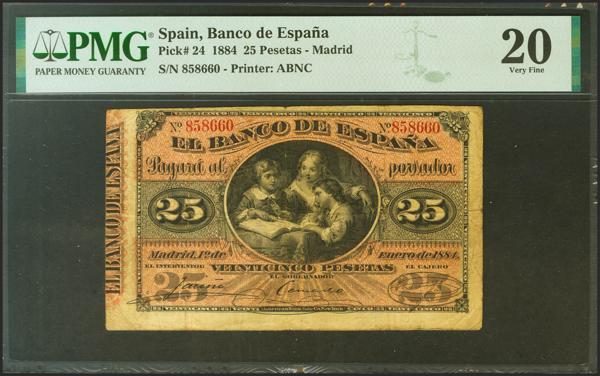 PMG
PAPER MONEY GUARANTY
Spain, Banco de España
Pick# 24 1884 25 Pesetas - Madrid
S/N 858660 - Printer: ABNC
20
Very Fine
EL BANCO DE ESPAÑA
Nº 858660
Nº 858660
EL BANCO DE ESPAÑA
Pagará al portador
25
25
Madrid, 1º de Enero de 1884.
EL INTERVENTOR
EL GOBERNADOR
EL CAJERO
VEINTICINCO PESETAS
25
25